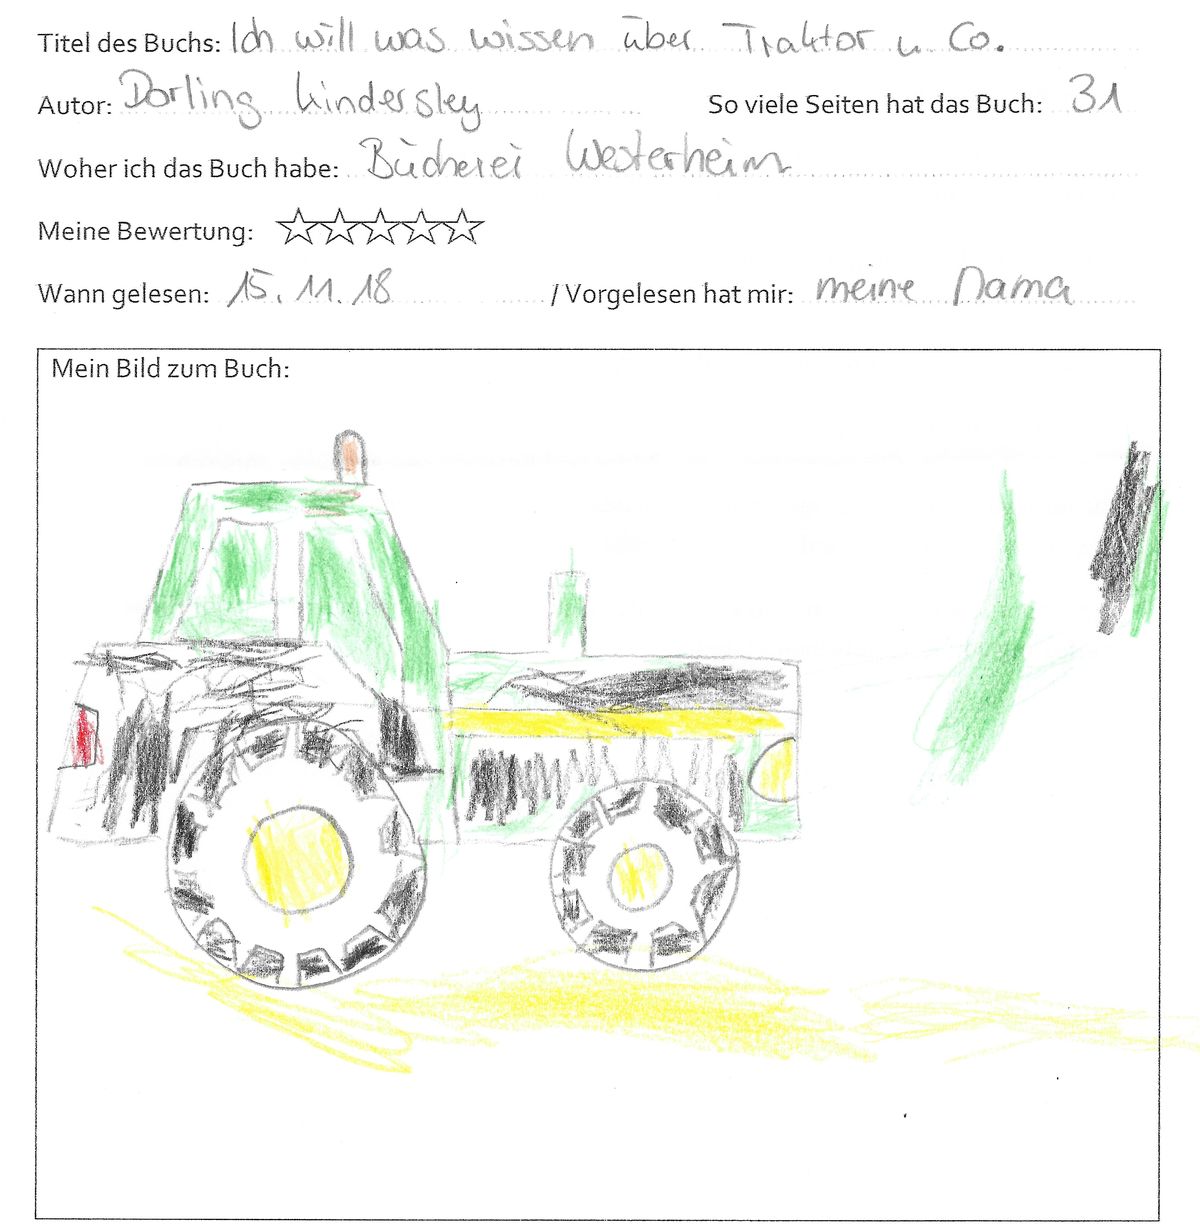 Titel des Buchs: Ich will was wissen über Traktor u Co.
Autor: Dorling Kindersley So viele Seiten hat das Buch: 31
Woher ich das Buch habe: Bücherei Westerheim
Meine Bewertung: ☆☆☆☆☆
Wann gelesen: 15.11.18 / Vorgelesen hat mir: meine Mama
Mein Bild zum Buch: